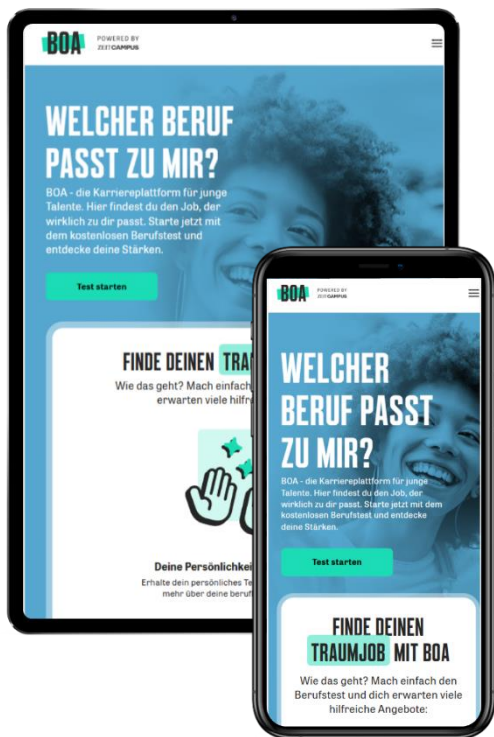 BOA
POWERED BY
ZEIT CAMPUS
WELCHER BERUF
PASST ZU MIR?
BOA - die Karriereplattform für junge
Talente. Hier findest du den Job, der
wirklich zu dir passt. Starte jetzt mit
dem kostenlosen Berufstest und
entdecke deine Stärken.
Test starten
FINDE DEINEN TRA
Wie das geht? Mach einfach
erwarten viele hilfre
Deine Persönlichkei
Erhalte dein persönliches Te
mehr über deine beruf
BOA
POWERED BY
ZEIT CAMPUS
WELCHER
BERUF PASST
ZU MIR?
BOA - die Karriereplattform für junge
Talente. Hier findest du den Job, der
wirklich zu dir passt. Starte jetzt mit dem
kostenlosen Berufstest und entdecke
deine Stärken.
Test starten
FINDE DEINEN
TRAUMJOB MIT BOA
Wie das geht? Mach einfach den
Berufstest und dich erwarten viele
hilfreiche Angebote: